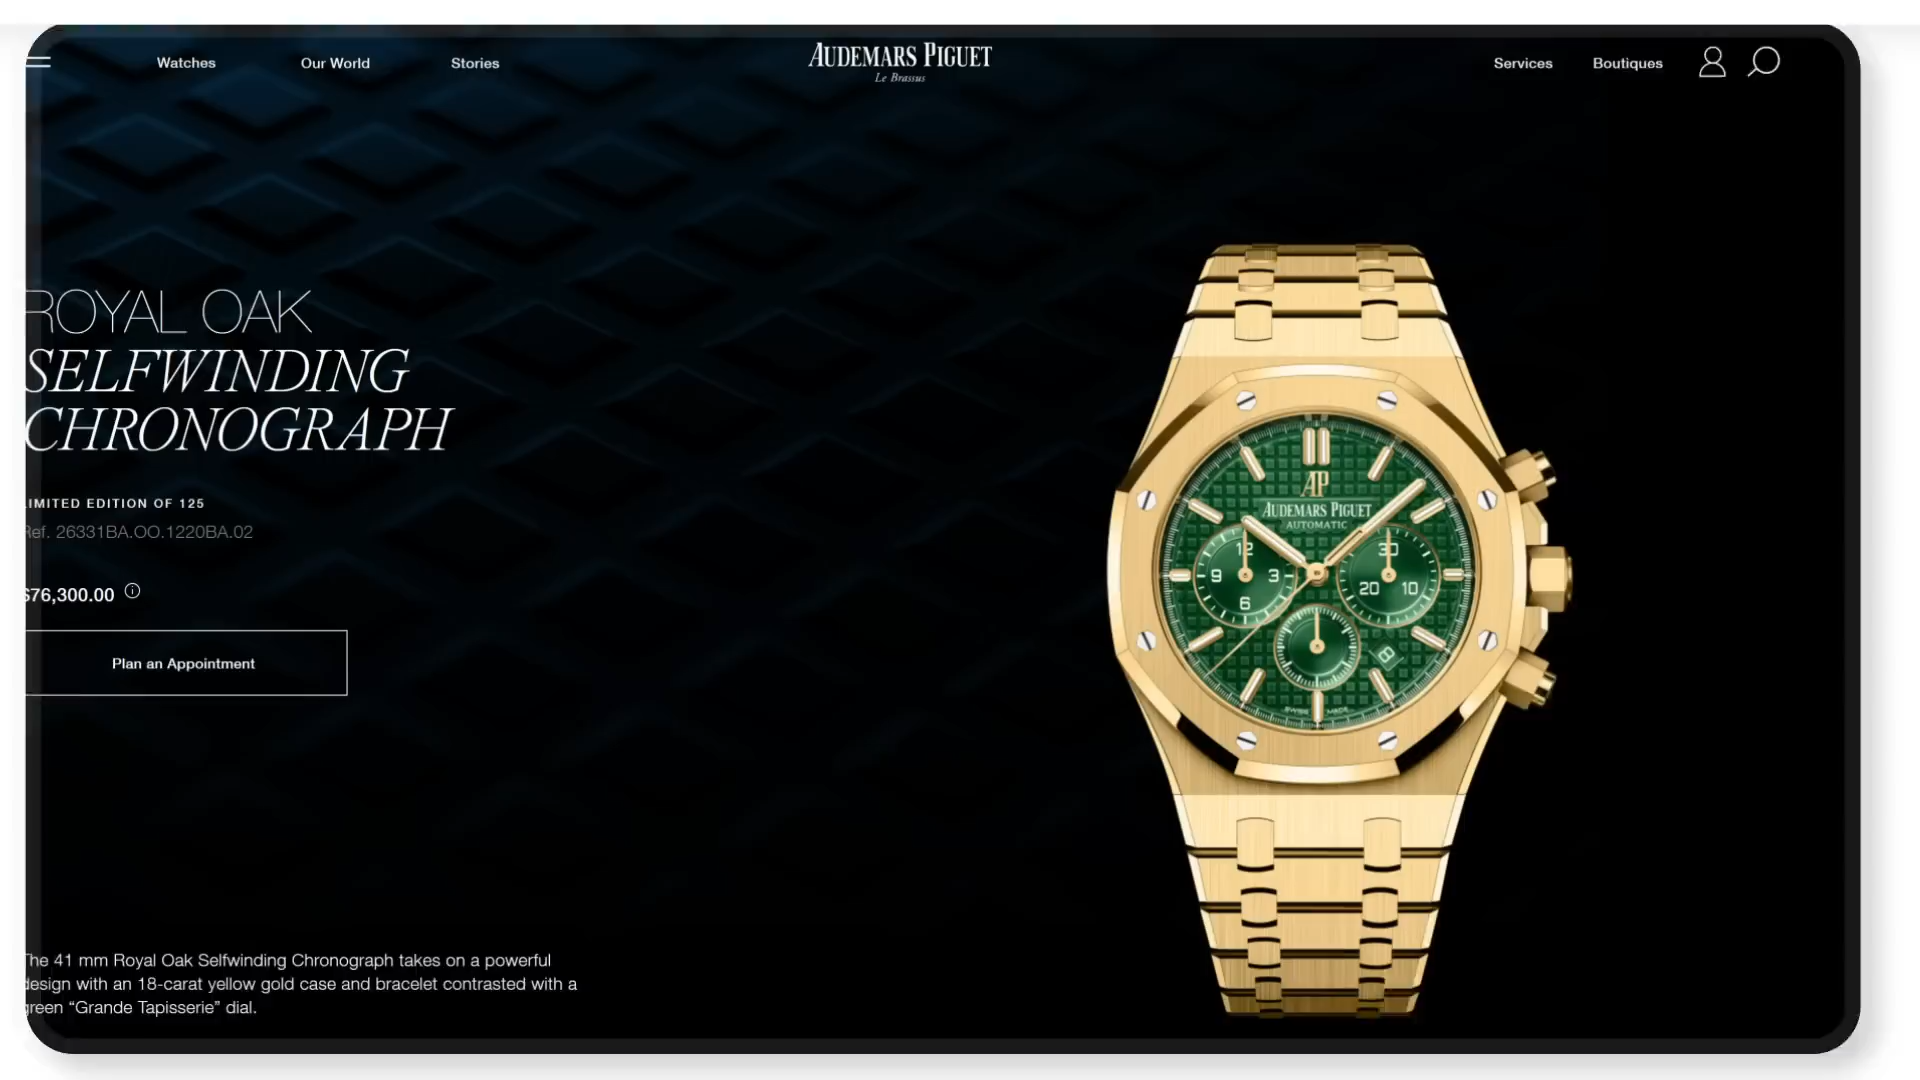 Watches
Our World
Stories
AUDEMARS PIGUET
Le Brassus
Services
Boutiques
ROYAL OAK
SELFWINDING
CHRONOGRAPH
LIMITED EDITION OF 125
Ref. 26331BA.OO.1220BA.02
$76,300.00
Plan an Appointment
The 41 mm Royal Oak Selfwinding Chronograph takes on a powerful
design with an 18-carat yellow gold case and bracelet contrasted with a
green “Grande Tapisserie” dial.
AP
AUDEMARS PIGUET
AUTOMATIC
12
9 3
6
30
20 10
8
SWISS MADE